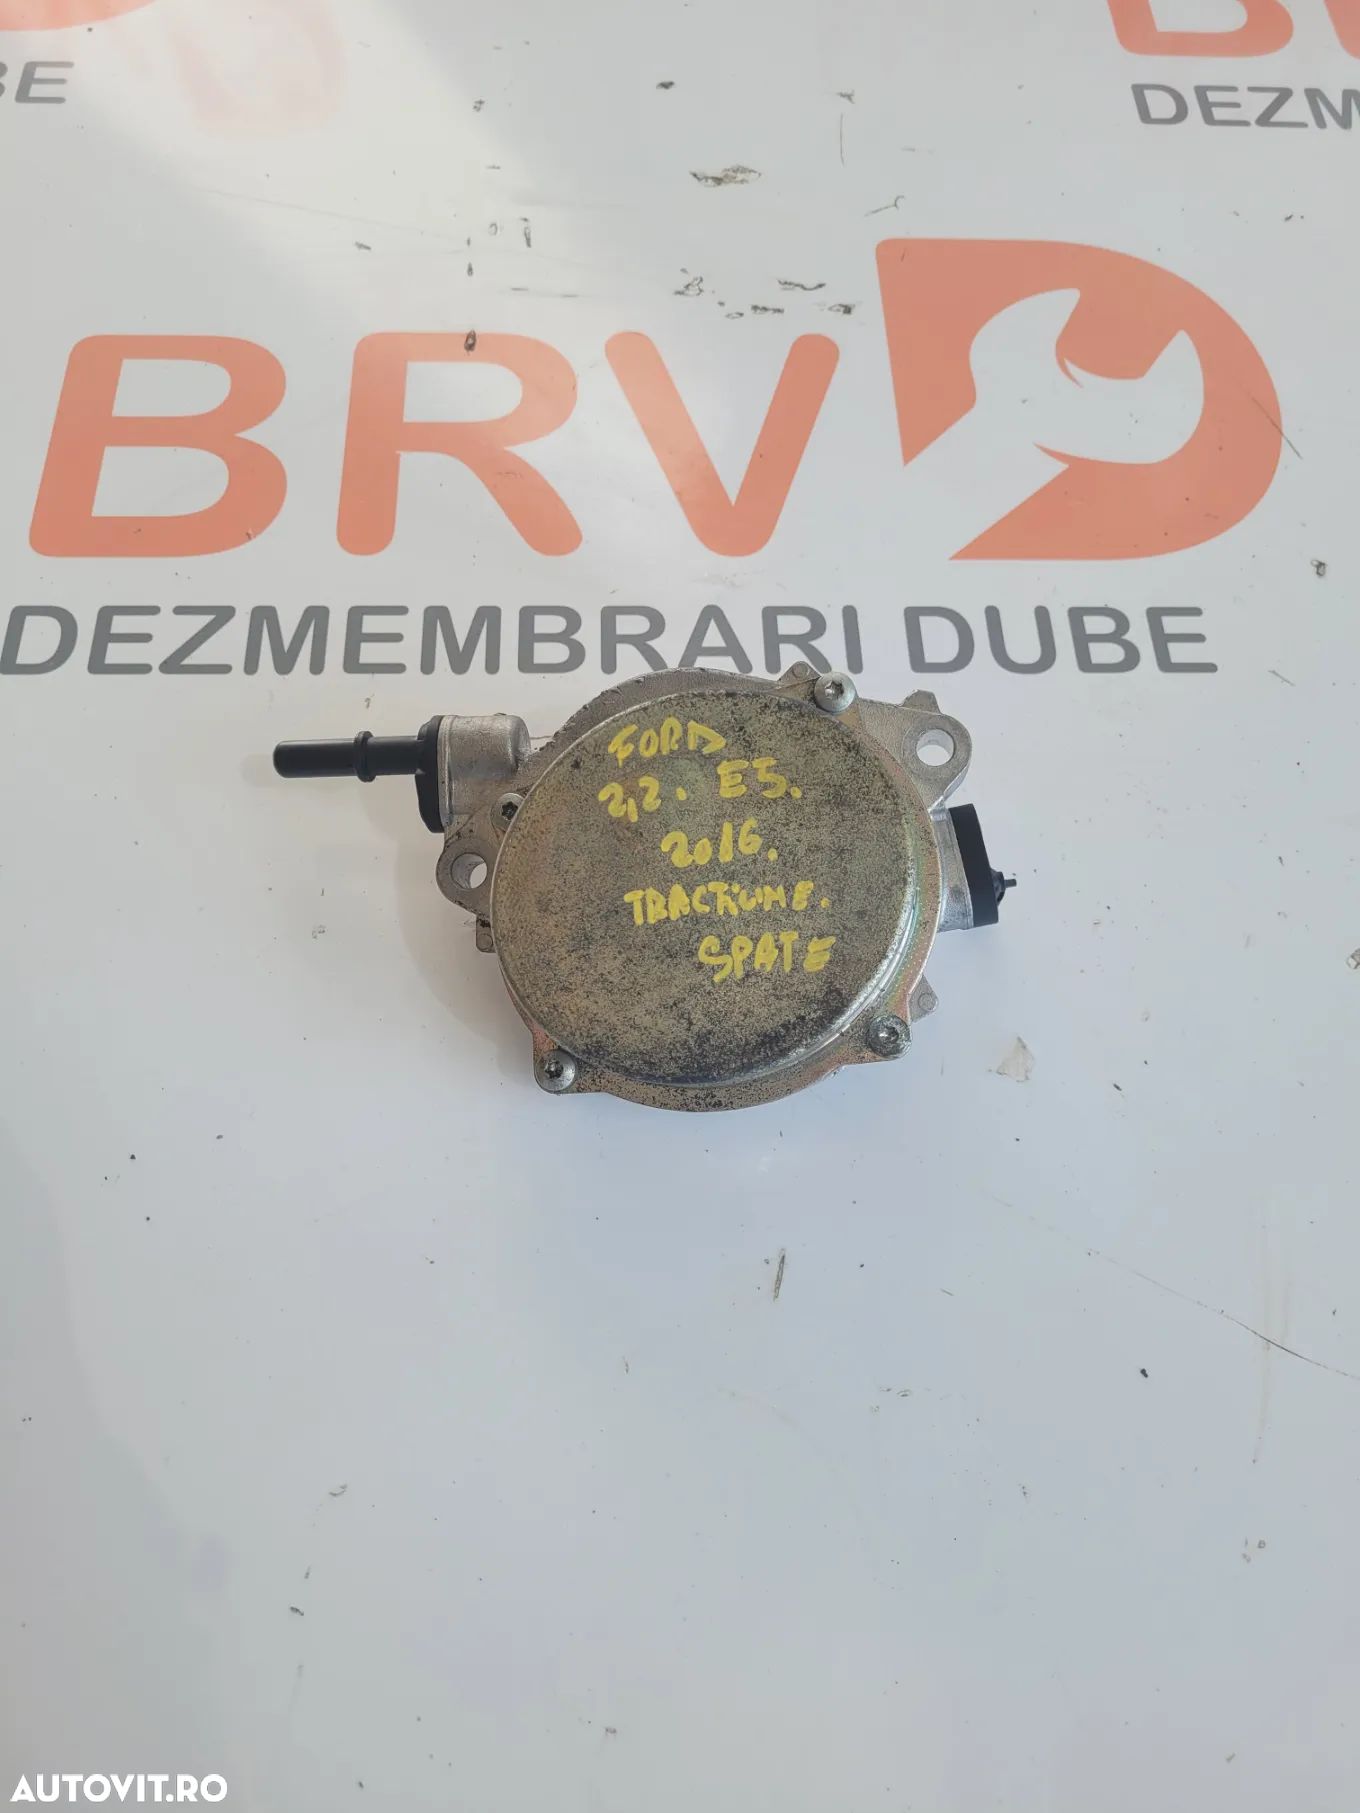 BE
DEZM
BRV
DEZMEMBRARI DUBE
FORD
2,2. E5.
2016.
TRACTIUNE.
SPATE
AUTOVIT.RO